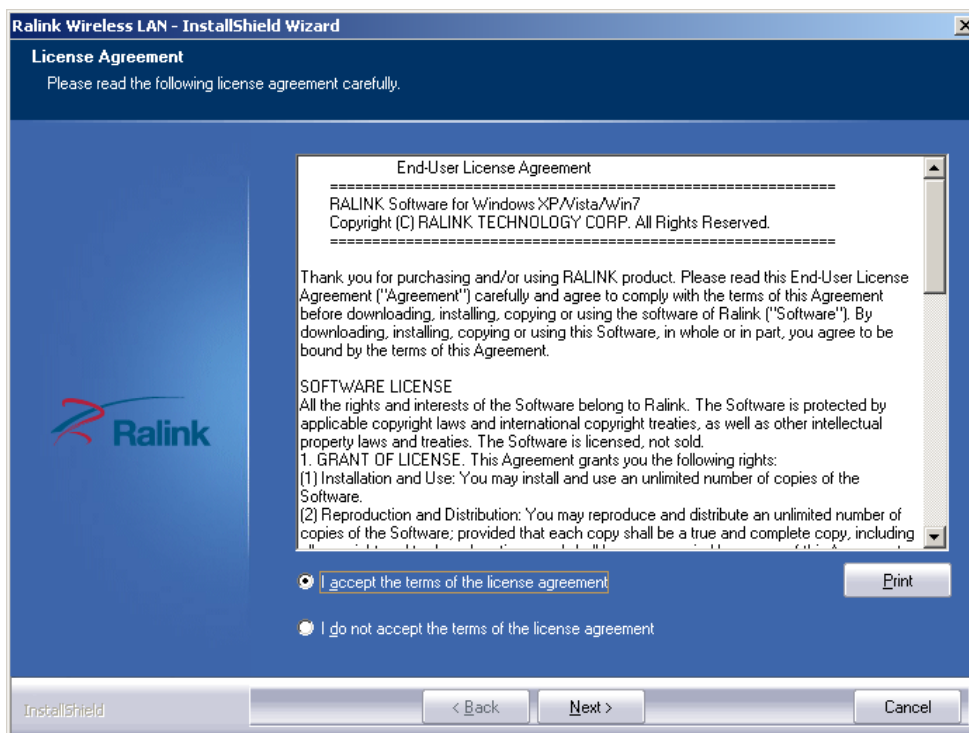 Ralink Wireless LAN - InstallShield Wizard
License Agreement
Please read the following license agreement carefully.
End-User License Agreement
============================================================
RALINK Software for Windows XP/Vista/Win7
Copyright (C) RALINK TECHNOLOGY CORP. All Rights Reserved.
============================================================
Thank you for purchasing and/or using RALINK product. Please read this End-User License
Agreement ("Agreement") carefully and agree to comply with the terms of this Agreement
before downloading, installing, copying or using the software of Ralink ("Software"). By
downloading, installing, copying or using this Software, in whole or in part, you agree to be
bound by the terms of this Agreement.
SOFTWARE LICENSE
All the rights and interests of the Software belong to Ralink. The Software is protected by
applicable copyright laws and international copyright treaties, as well as other intellectual
property laws and treaties. The Software is licensed, not sold.
1. GRANT OF LICENSE. This Agreement grants you the following rights:
(1) Installation and Use: You may install and use an unlimited number of copies of the
Software.
(2) Reproduction and Distribution: You may reproduce and distribute an unlimited number of
copies of the Software; provided that each copy shall be a true and complete copy, including
Ralink
I accept the terms of the license agreement
Print
I do not accept the terms of the license agreement
InstallShield
< Back
Next >
Cancel